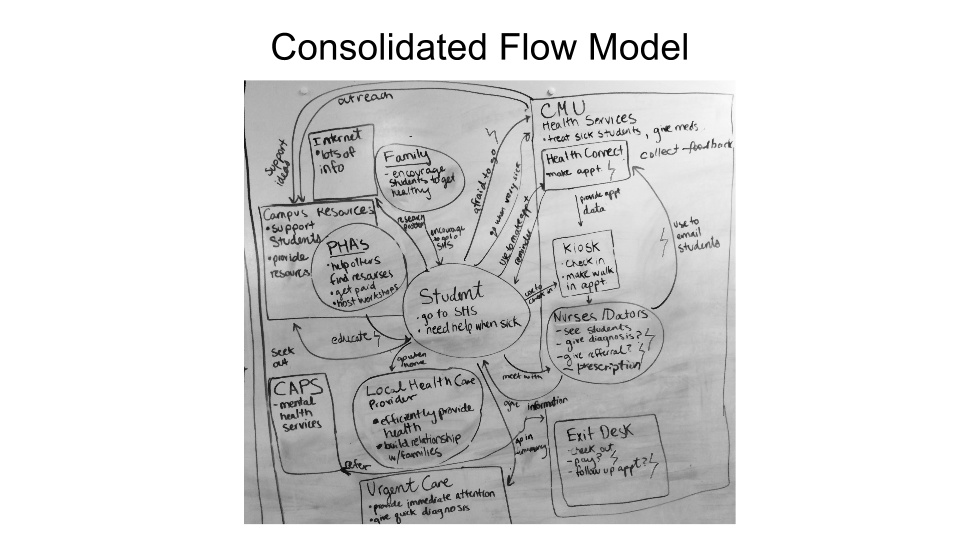 Consolidated Flow Model
outreach
CMU
Health Services
• treat sick students, give meds
collect feedback
Internet
• lots of
info
Family
- encourage
students to get
healthy
Health Connect
make appt
support
ideas
afraid to go
go when very sick
use to make appt
reminder
provide appt
data
use to
email
students
Campus Resources
• support
students
• provide
resources
PHAs
• help others
find resources
• get paid
• host workshops
research
encourage
to go to
SHS
Kiosk
• check in
• make walk
in appt
Student
• go to SHS
• need help when sick
use to
check in
Nurses/Doctors
- see students
- give diagnosis?
- give referral?
- prescription
educate
seek
out
go when
home
meet with
give information
CAPS
- mental
health
services
Local Health Care
Provider
• efficiently provide
health
• build relationship
w/families
refer
go in
Exit Desk
- check out
- pay?
- follow up appt?
Urgent Care
• provide immediate attention
• give quick diagnosis